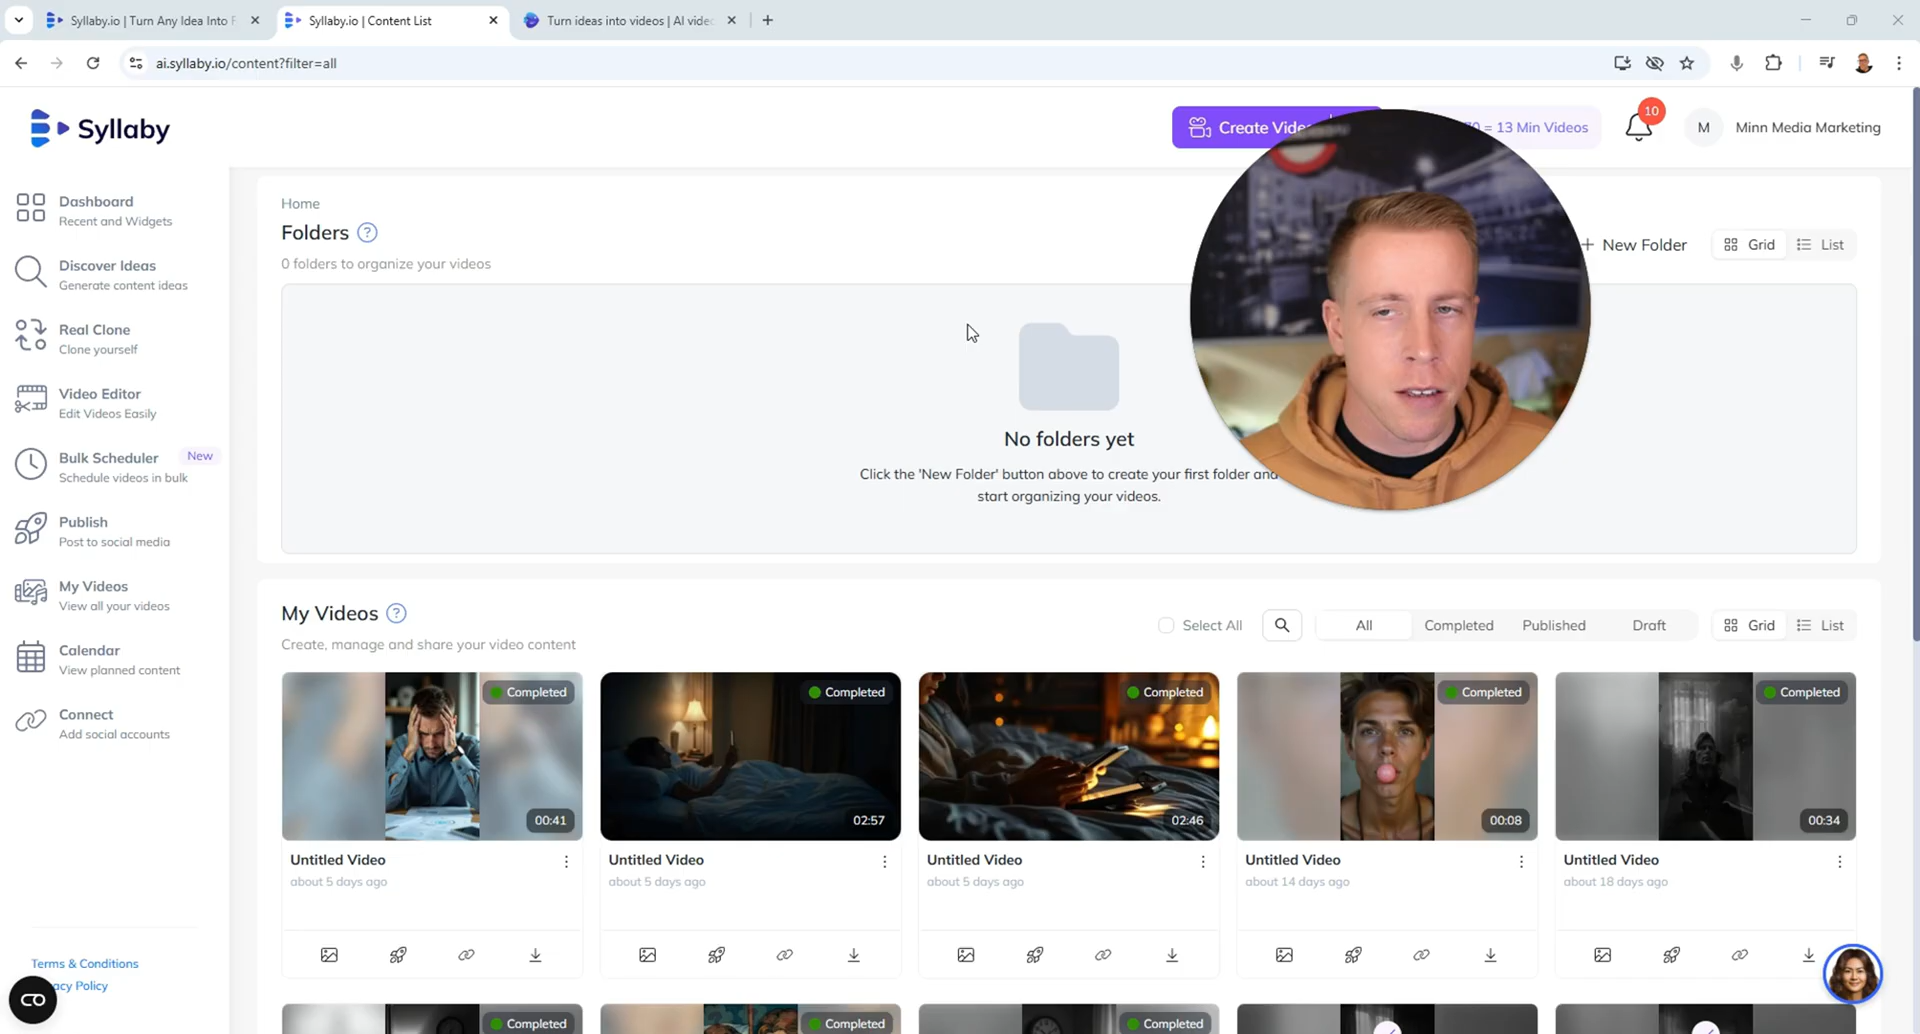 Syllaby.io | Turn Any Idea Into F
Syllaby.io | Content List
Turn ideas into videos | AI video
ai.syllaby.io/content?filter=all
Syllaby
Create Video
0 = 13 Min Videos
10
M
Minn Media Marketing
Dashboard
Recent and Widgets
Discover Ideas
Generate content ideas
Real Clone
Clone yourself
Video Editor
Edit Videos Easily
Bulk Scheduler
New
Schedule videos in bulk
Publish
Post to social media
My Videos
View all your videos
Calendar
View planned content
Connect
Add social accounts
Terms & Conditions
acy Policy
Home
Folders ?
0 folders to organize your videos
+ New Folder
Grid
List
No folders yet
Click the 'New Folder' button above to create your first folder and
start organizing your videos.
My Videos ?
Create, manage and share your video content
Select All
All
Completed
Published
Draft
Grid
List
Completed
00:41
Completed
02:57
Completed
02:46
Completed
00:08
Completed
00:34
Untitled Video
about 5 days ago
Untitled Video
about 5 days ago
Untitled Video
about 5 days ago
Untitled Video
about 14 days ago
Untitled Video
about 18 days ago
Completed
Completed
Completed